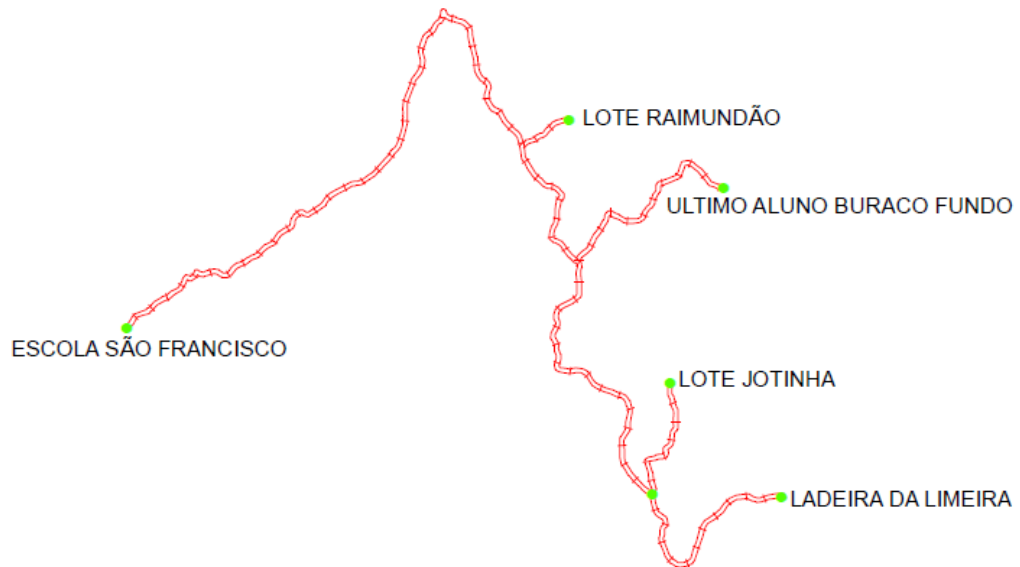 LOTE RAIMUNDÃO
ULTIMO ALUNO BURACO FUNDO
ESCOLA SÃO FRANCISCO
LOTE JOTINHA
LADEIRA DA LIMEIRA